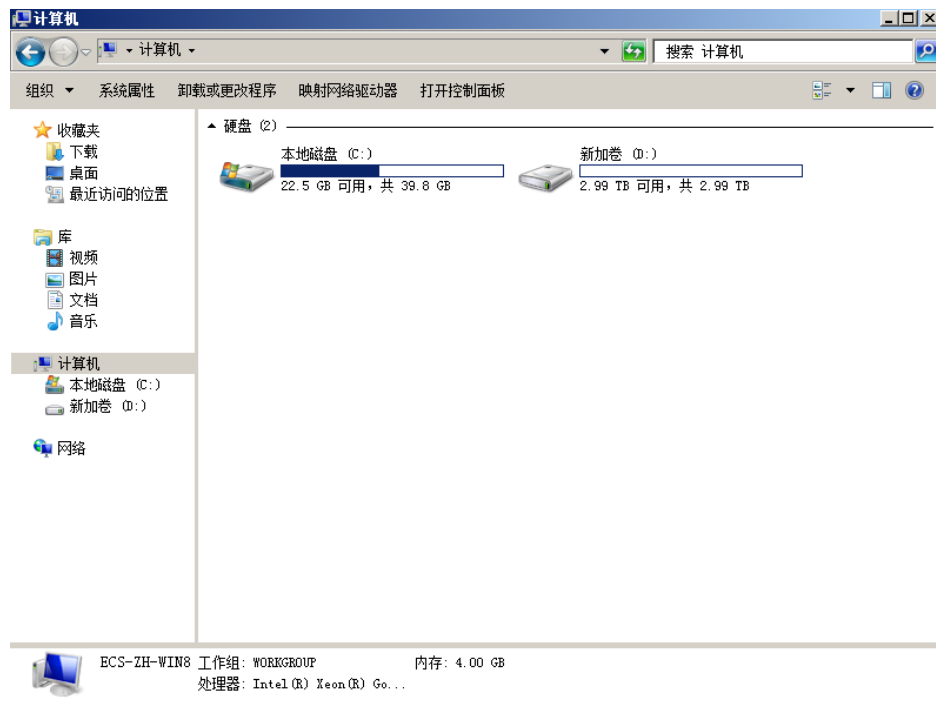 计算机
计算机
搜索 计算机
组织 系统属性 卸载或更改程序 映射网络驱动器 打开控制面板
收藏夹
下载
桌面
最近访问的位置
库
视频
图片
文档
音乐
计算机
本地磁盘 (C:)
新加卷 (D:)
网络
硬盘 (2)
本地磁盘 (C:)
22.5 GB 可用，共 39.8 GB
新加卷 (D:)
2.99 TB 可用，共 2.99 TB
ECS-ZH-WIN8 工作组: WORKGROUP 内存: 4.00 GB
处理器: Intel(R) Xeon(R) Go...